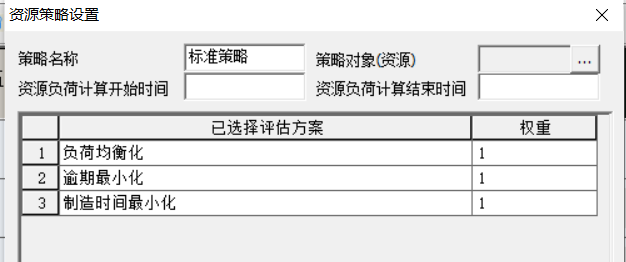 资源策略设置
策略名称 标准策略 策略对象(资源) ...
资源负荷计算开始时间 资源负荷计算结束时间
已选择评估方案 权重
1 负荷均衡化 1
2 逾期最小化 1
3 制造时间最小化 1